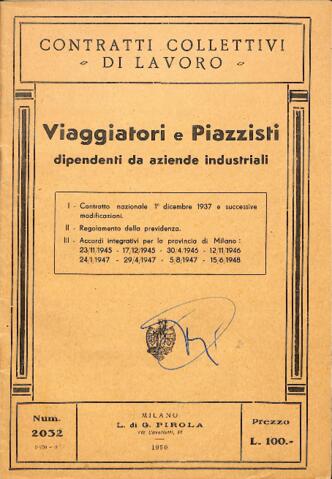 CONTRATTI COLLETTIVI
DI LAVORO
Viaggiatori e Piazzisti
dipendenti da aziende industriali
I - Contratto nazionale 1° dicembre 1937 e successive
modificazioni.
II - Regolamento della previdenza.
III - Accordi integrativi per la provincia di Milano:
23/11/1945 - 17/12/1945 - 30.4/1946 - 12/11/1946
24/1/1947 - 29/4/1947 - 5/8/1947 - 15/6/1948
Num.
2032
MILANO
L. di G. PIROLA
1950
Prezzo
L. 100.-